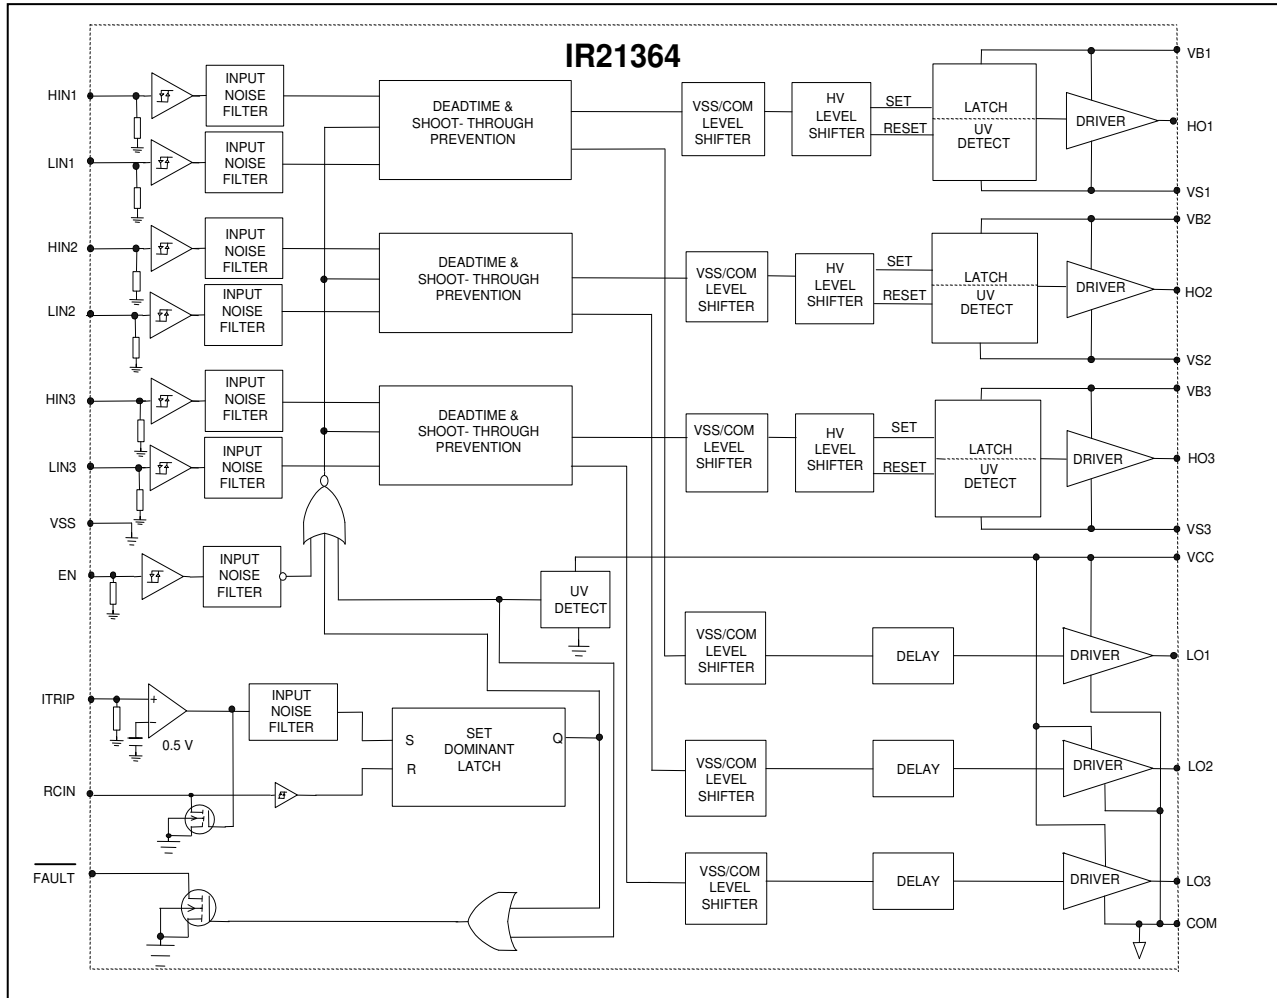 IR21364
HIN1
INPUT
NOISE
FILTER
DEADTIME &
SHOOT- THROUGH
PREVENTION
VSS/COM
LEVEL
SHIFTER
HV
LEVEL
SHIFTER
SET
RESET
LATCH
UV
DETECT
DRIVER
VB1
HO1
VS1
LIN1
INPUT
NOISE
FILTER
HIN2
INPUT
NOISE
FILTER
DEADTIME &
SHOOT- THROUGH
PREVENTION
VSS/COM
LEVEL
SHIFTER
HV
LEVEL
SHIFTER
SET
RESET
LATCH
UV
DETECT
DRIVER
VB2
HO2
VS2
LIN2
INPUT
NOISE
FILTER
HIN3
INPUT
NOISE
FILTER
DEADTIME &
SHOOT- THROUGH
PREVENTION
VSS/COM
LEVEL
SHIFTER
HV
LEVEL
SHIFTER
SET
RESET
LATCH
UV
DETECT
DRIVER
VB3
HO3
VS3
LIN3
INPUT
NOISE
FILTER
VSS
EN
INPUT
NOISE
FILTER
UV
DETECT
VCC
VSS/COM
LEVEL
SHIFTER
DELAY
DRIVER
LO1
ITRIP
+
−
0.5 V
INPUT
NOISE
FILTER
S
R
SET
DOMINANT
LATCH
Q
VSS/COM
LEVEL
SHIFTER
DELAY
DRIVER
LO2
RCIN
FAULT
VSS/COM
LEVEL
SHIFTER
DELAY
DRIVER
LO3
COM